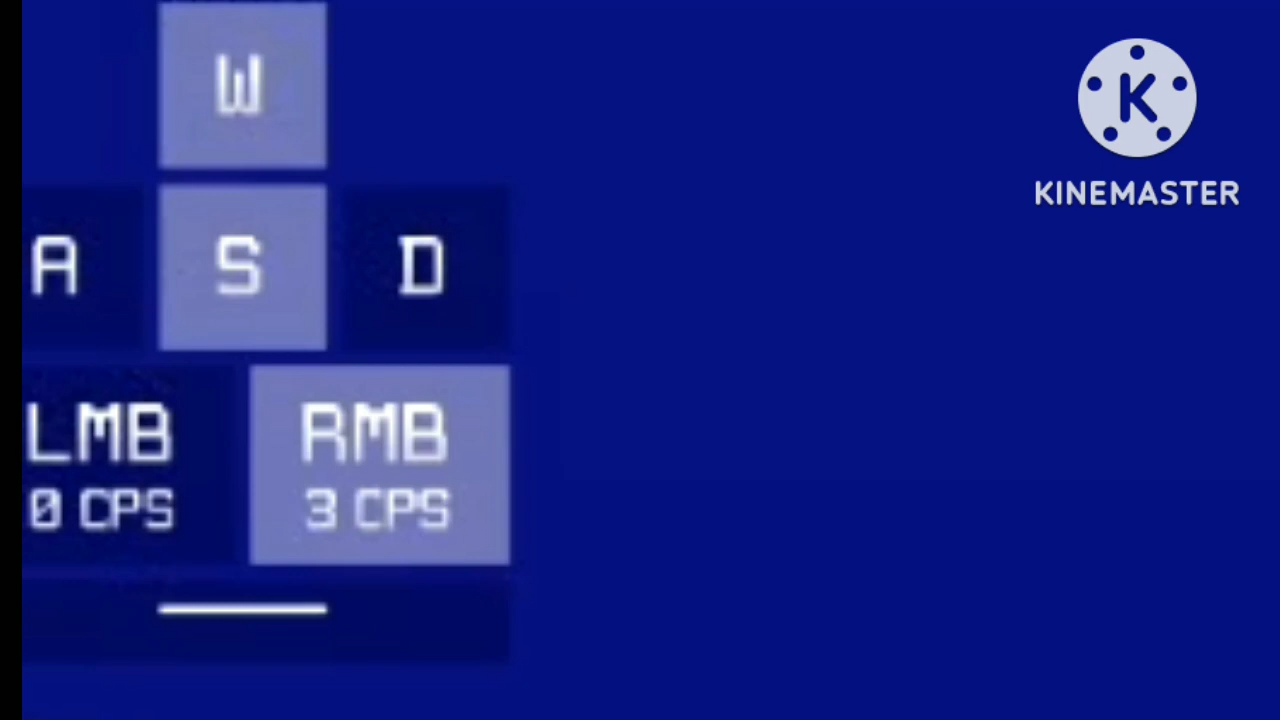 W
K
KINEMASTER
A S D
LMB RMB
0 CPS 3 CPS